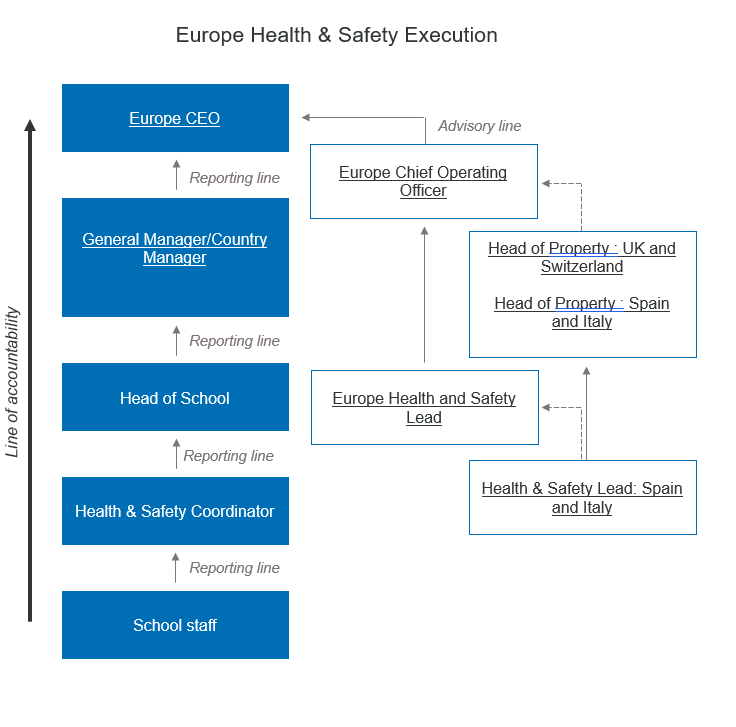 Europe Health & Safety Execution
Europe CEO
Advisory line
Europe Chief Operating
Officer
Reporting line
General Manager/Country
Manager
Head of Property : UK and
Switzerland
Head of Property : Spain
and Italy
Line of accountability
Reporting line
Head of School
Europe Health and Safety
Lead
Reporting line
Health & Safety Coordinator
Health & Safety Lead: Spain
and Italy
Reporting line
School staff